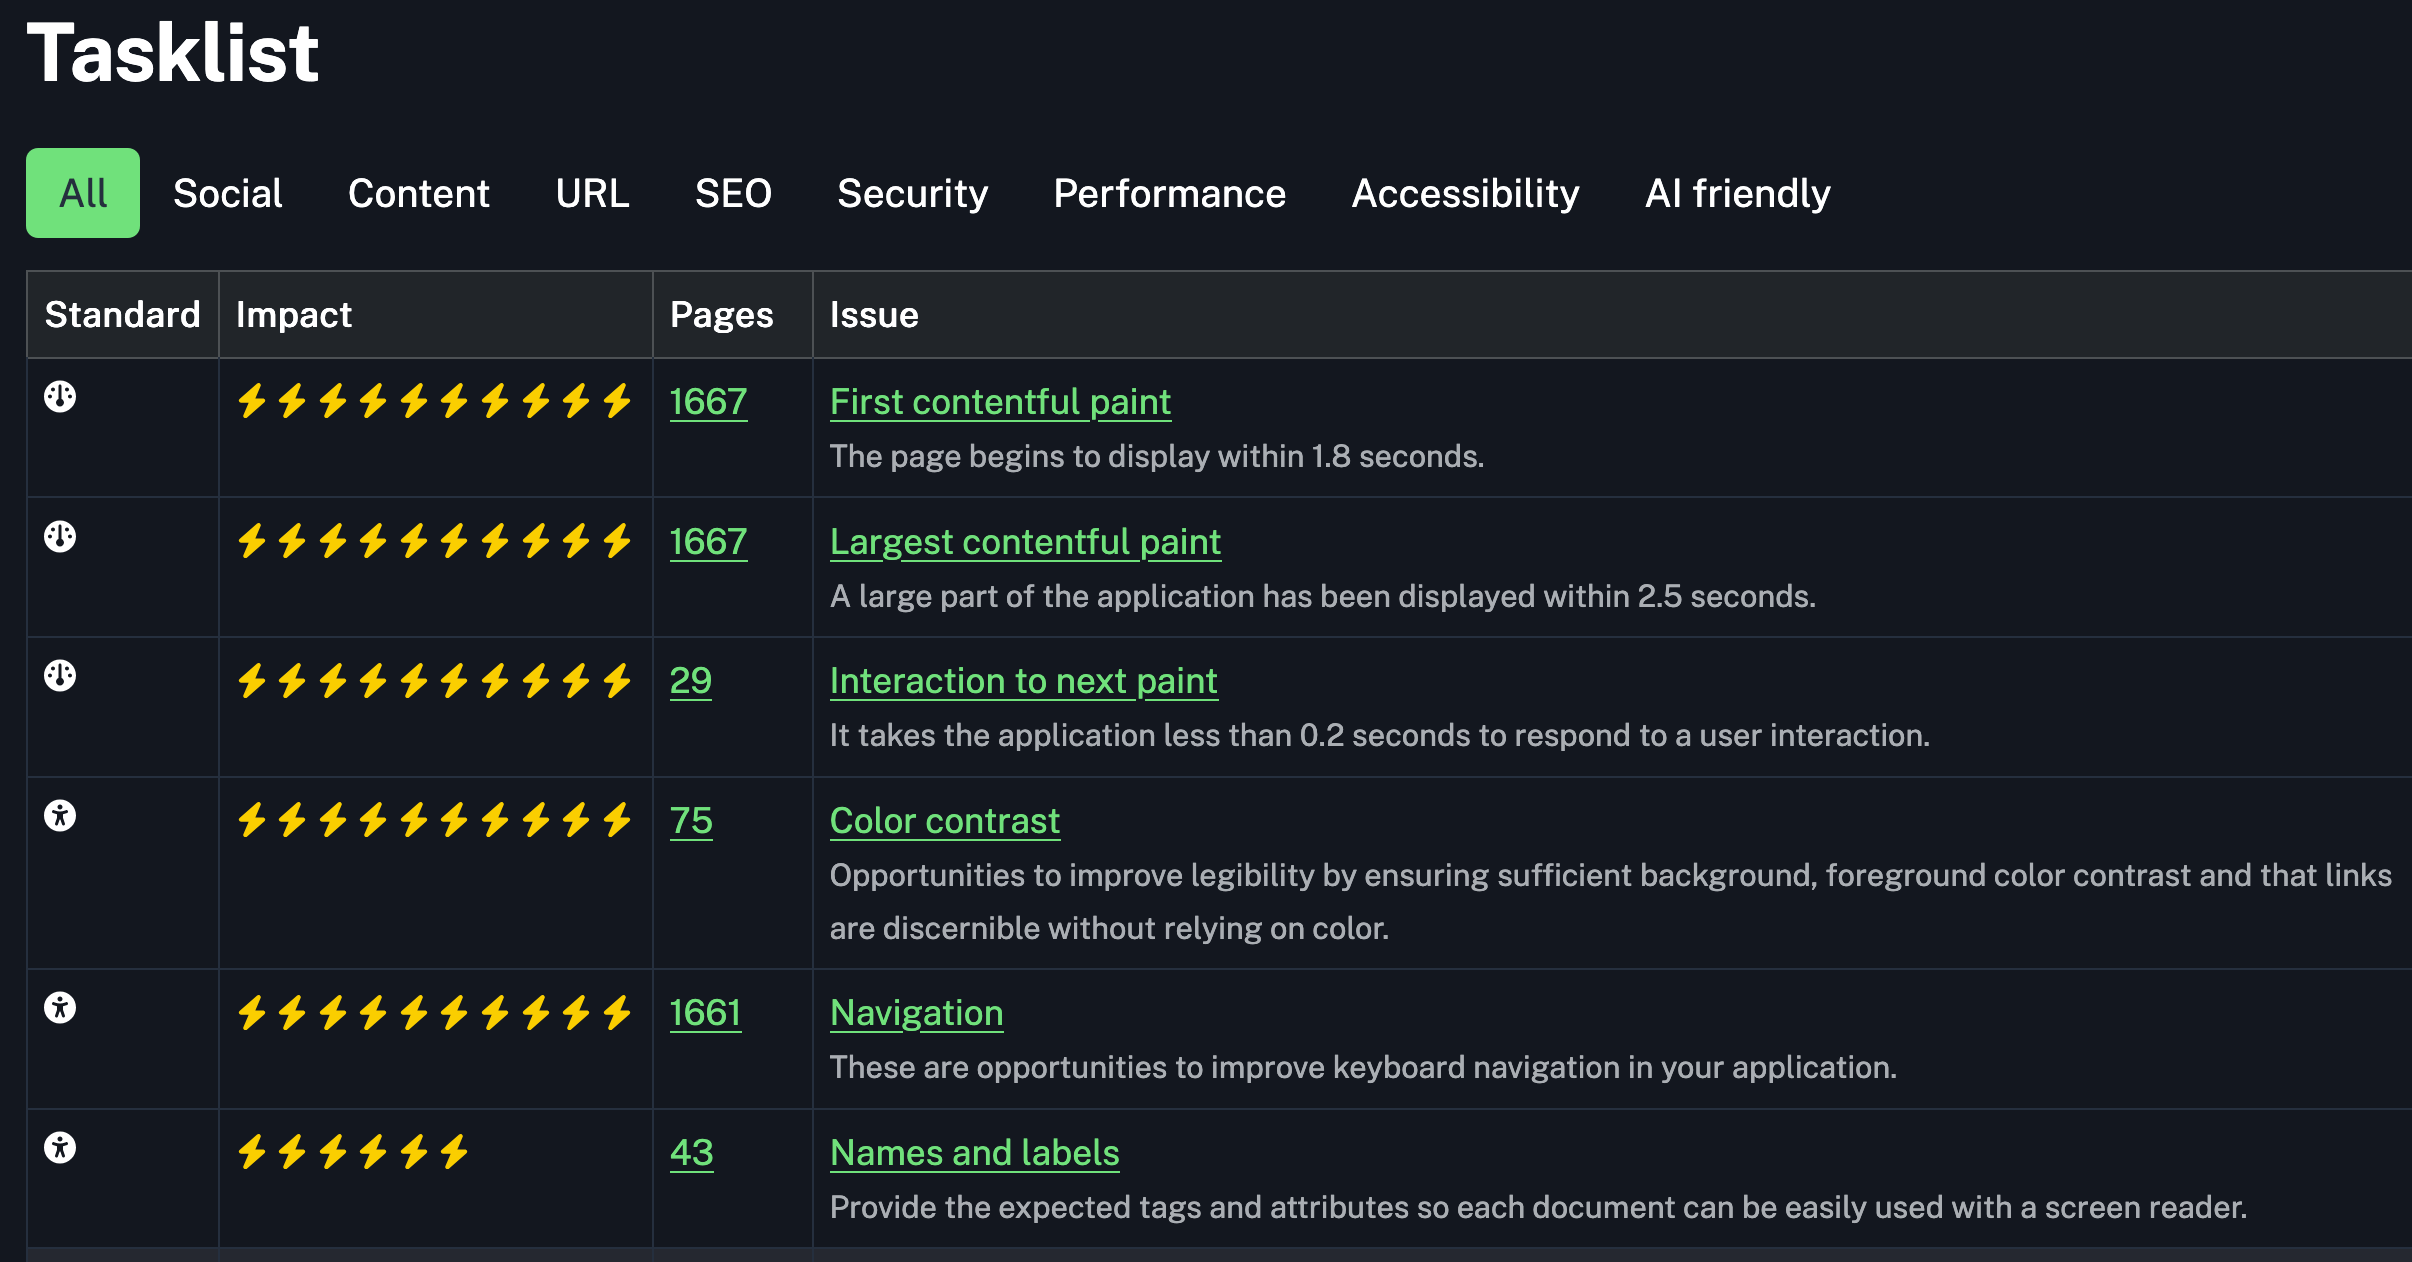 Tasklist
All Social Content URL SEO Security Performance Accessibility AI friendly
Standard Impact Pages Issue
1667 First contentful paint
The page begins to display within 1.8 seconds.
1667 Largest contentful paint
A large part of the application has been displayed within 2.5 seconds.
29 Interaction to next paint
It takes the application less than 0.2 seconds to respond to a user interaction.
75 Color contrast
Opportunities to improve legibility by ensuring sufficient background, foreground color contrast and that links
are discernible without relying on color.
1661 Navigation
These are opportunities to improve keyboard navigation in your application.
43 Names and labels
Provide the expected tags and attributes so each document can be easily used with a screen reader.